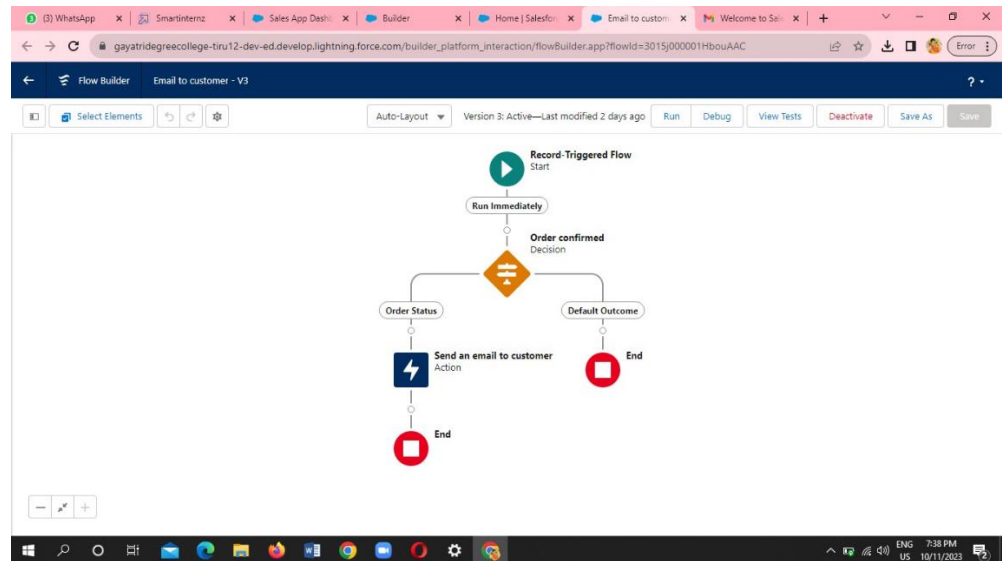 (3) WhatsApp
Smartinternz
Sales App Dashb
Builder
Home | Salesfor
Email to custom
Welcome to Sale
gayatridegreecollege-tiru12-dev-ed.develop.lightning.force.com/builder_platform_interaction/flowBuilder.app?flowId=3015j000001HbouAAC
Error
Flow Builder
Email to customer - V3
?
Select Elements
Auto-Layout
Version 3: Active—Last modified 2 days ago
Run
Debug
View Tests
Deactivate
Save As
Save
Record-Triggered Flow
Start
Run Immediately
Order confirmed
Decision
Order Status
Default Outcome
Send an email to customer
Action
End
End
ENG
US
7:38 PM
10/11/2023
2